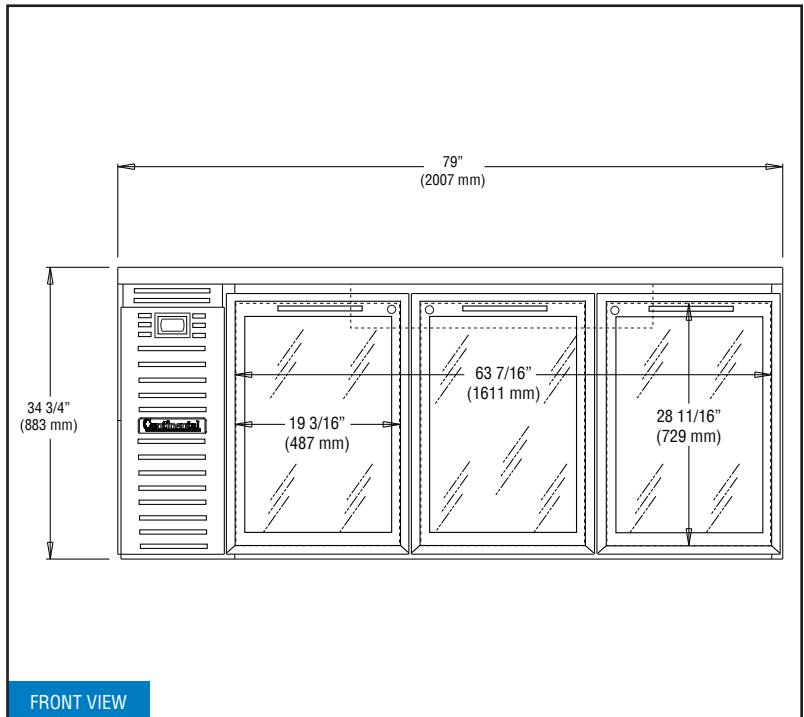 79”
(2007 mm)
34 3/4”
(883 mm)
63 7/16”
(1611 mm)
19 3/16”
(487 mm)
28 11/16”
(729 mm)
Continental
FRONT VIEW